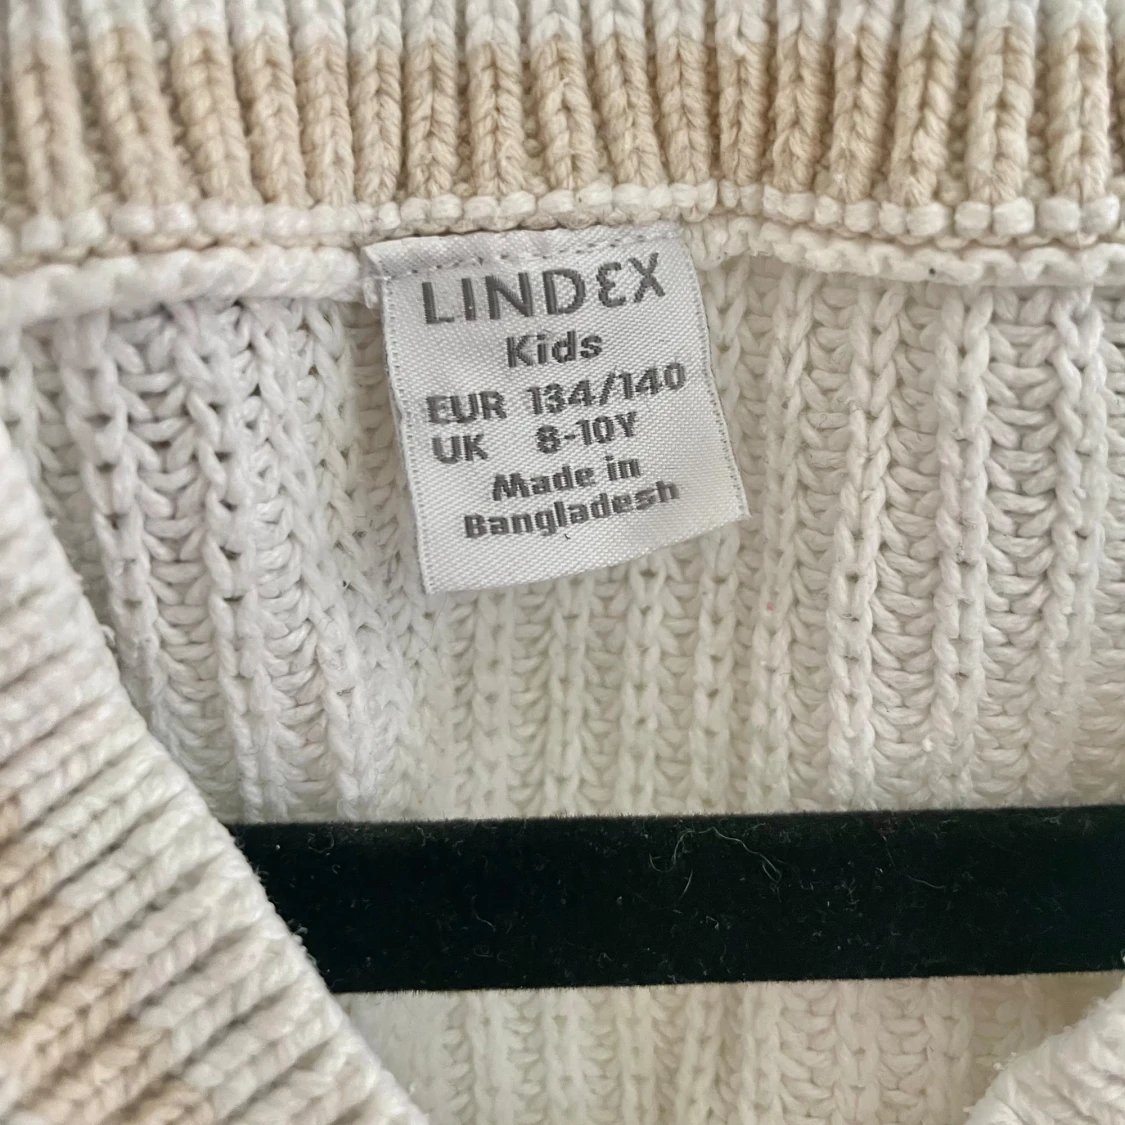 LINDEX
Kids
EUR 134/140
UK 8-10Y
Made in
Bangladesh